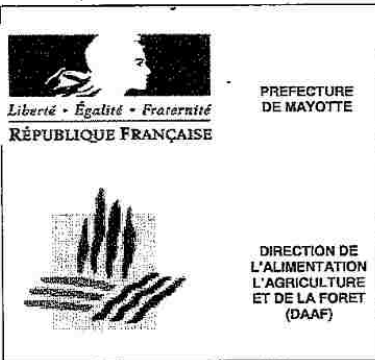 Liberté • Égalité • Fraternité
RÉPUBLIQUE FRANÇAISE
PREFECTURE
DE MAYOTTE
DIRECTION DE
L'ALIMENTATION
L'AGRICULTURE
ET DE LA FORET
(DAAF)